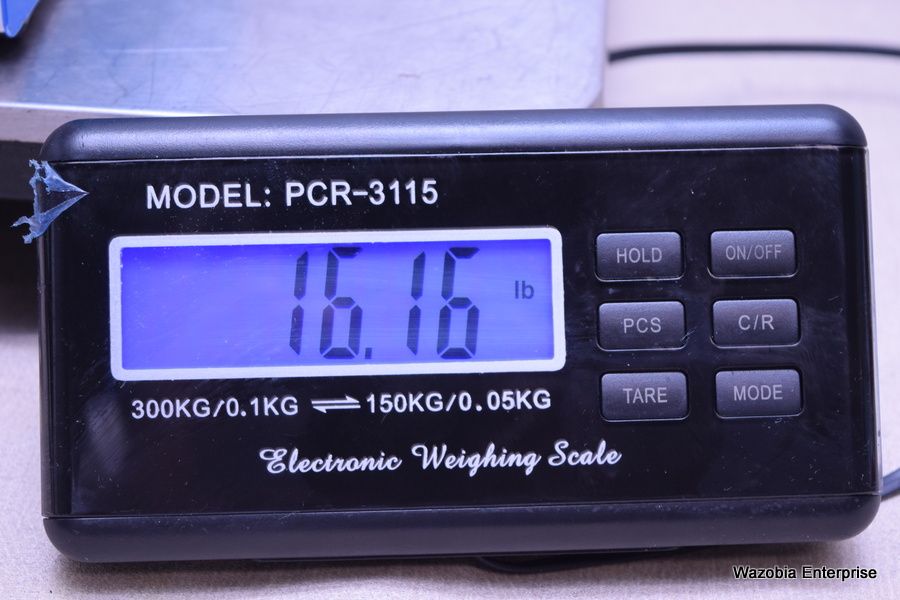 MODEL: PCR-3115
16.16 lb
HOLD ON/OFF
PCS C/R
TARE MODE
300KG/0.1KG ⇌ 150KG/0.05KG
Electronic Weighing Scale
Wazobia Enterprise